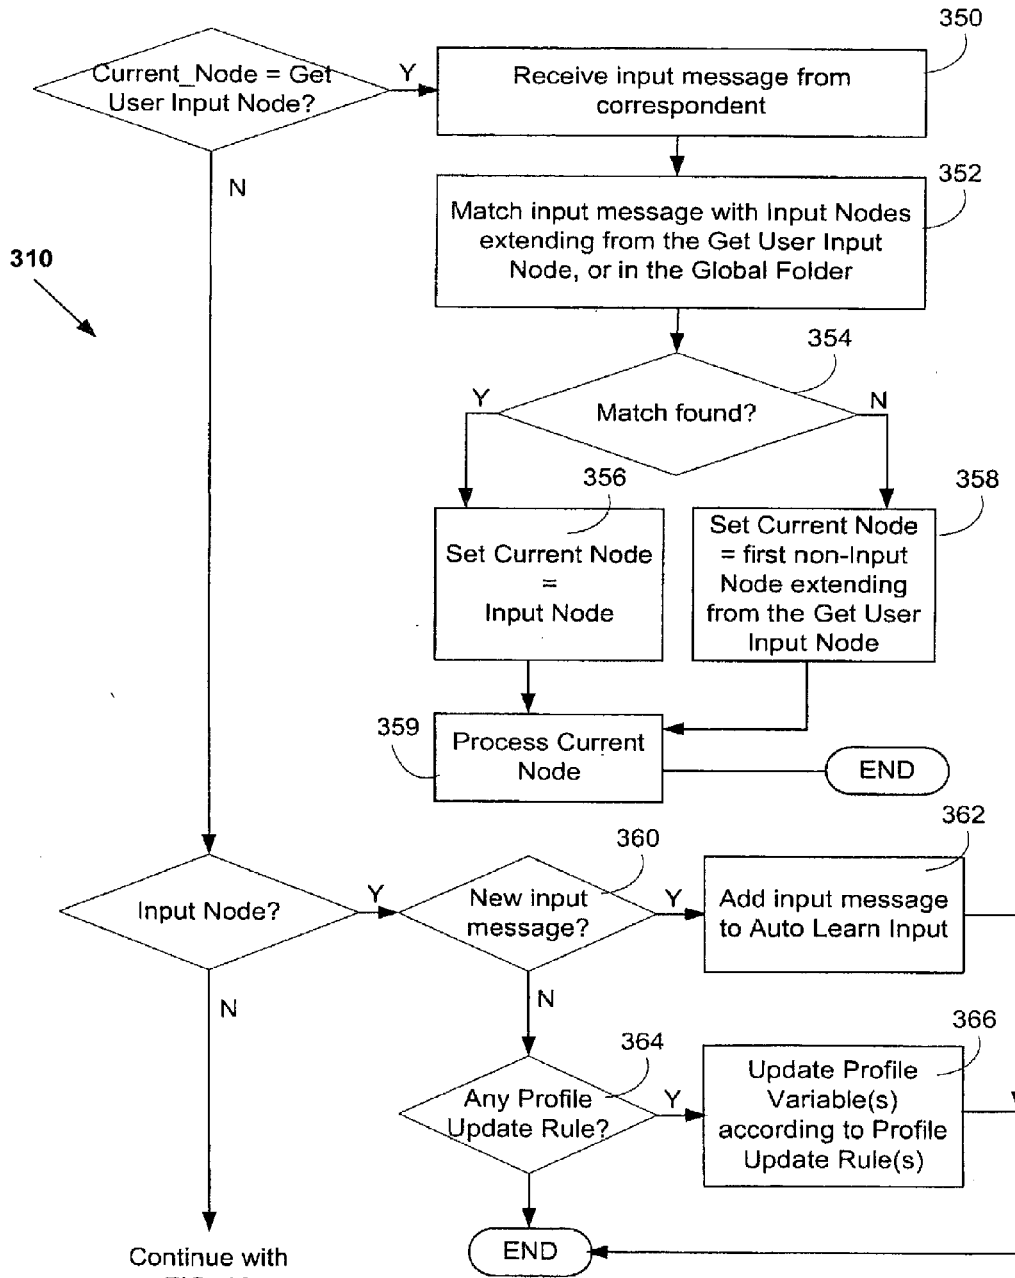 350
Current_Node = Get
User Input Node?
Y
Receive input message from
correspondent
N
352
Match input message with Input Nodes
extending from the Get User Input
Node, or in the Global Folder
310
354
Y
Match found?
N
356
358
Set Current Node
=
Input Node
Set Current Node
= first non-Input
Node extending
from the Get User
Input Node
359
Process Current
Node
END
362
360
Input Node?
Y
New input
message?
Y
Add input message
to Auto Learn Input
N
N
366
364
Any Profile
Update Rule?
Y
Update Profile
Variable(s)
according to Profile
Update Rule(s)
END
Continue with